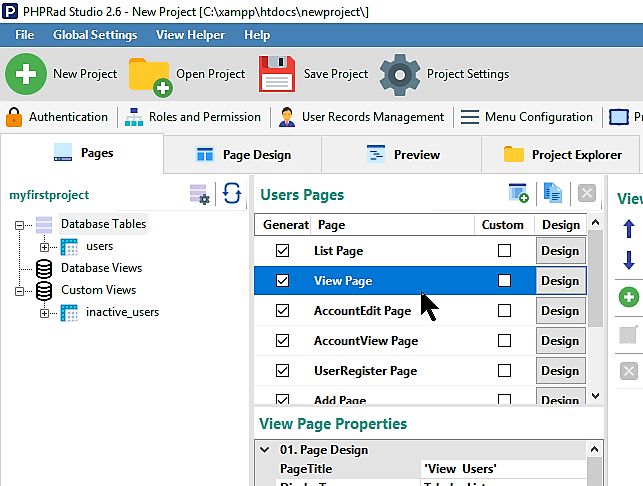 PHPRad Studio 2.6 - New Project [C:\xampp\htdocs\newproject\]
File Global Settings View Helper Help
New Project Open Project Save Project Project Settings
Authentication Roles and Permission User Records Management Menu Configuration
Pages Page Design Preview Project Explorer
myfirstproject
Database Tables
users
Database Views
Custom Views
inactive_users
Users Pages
Generat Page Custom Design
List Page Design
View Page Design
AccountEdit Page Design
AccountView Page Design
UserRegister Page Design
Add Page Design
View Page Properties
01. Page Design
PageTitle 'View Users'